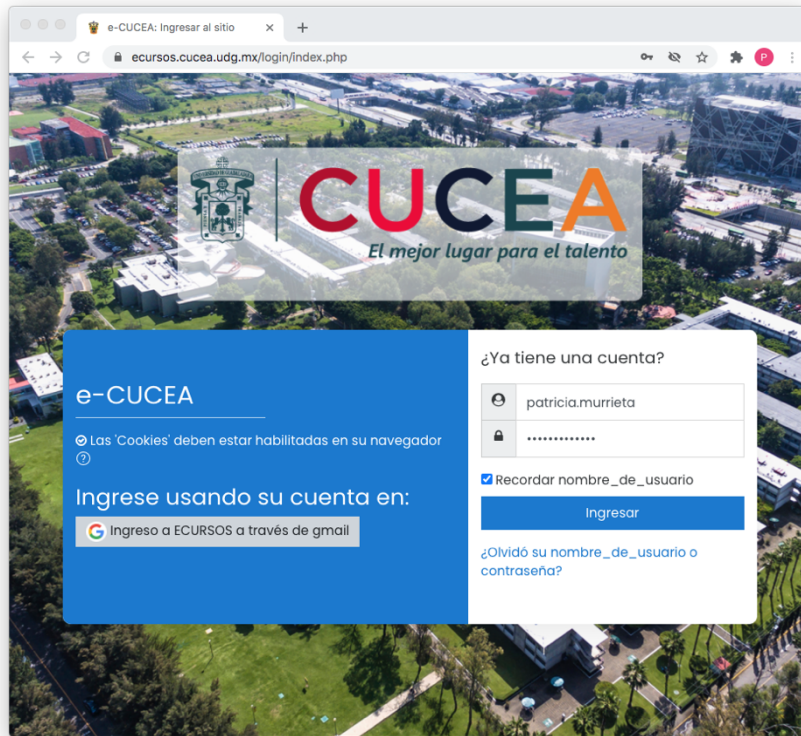 e-CUCEA: Ingresar al sitio
ecursos.cucea.udg.mx/login/index.php
P
CUCEA
El mejor lugar para el talento
e-CUCEA
Las 'Cookies' deben estar habilitadas en su navegador
?
Ingrese usando su cuenta en:
G Ingreso a ECURSOS a través de gmail
¿Ya tiene una cuenta?
patricia.murrieta
•••••••••••••
Recordar nombre_de_usuario
Ingresar
¿Olvidó su nombre_de_usuario o
contraseña?